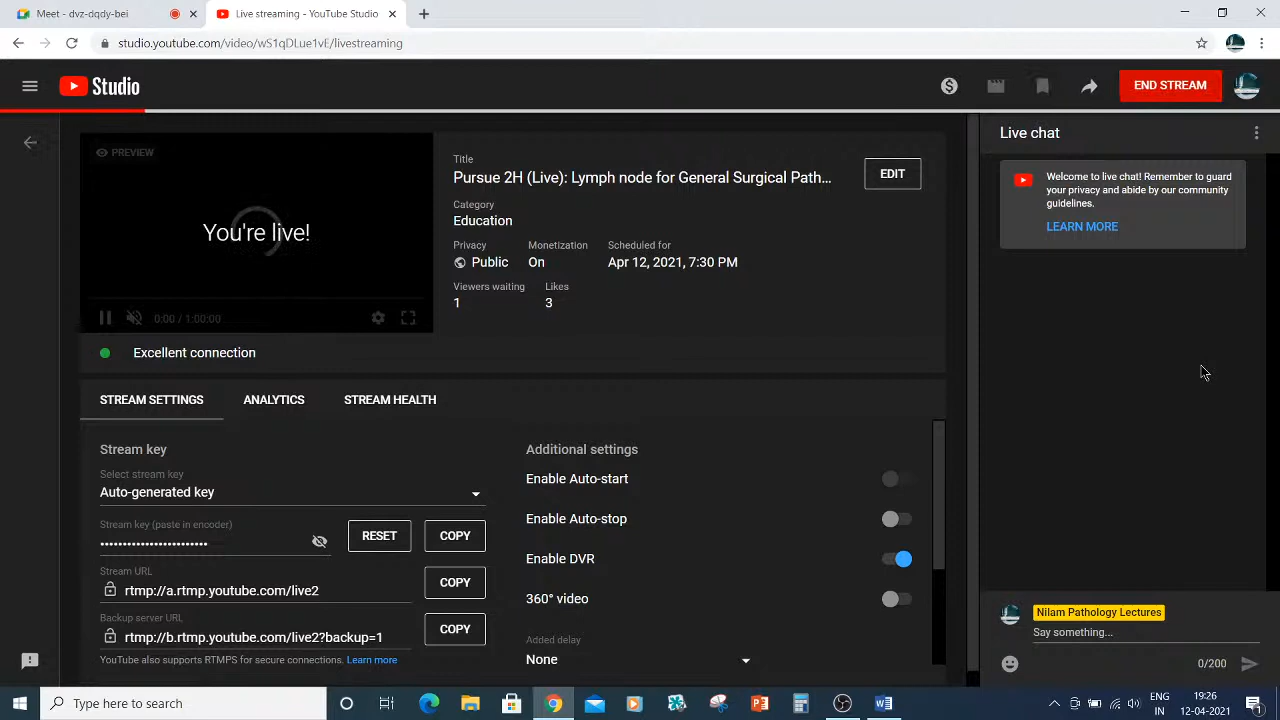 Meet - dvz-dqdy-bei
Live streaming - YouTube Studio
studio.youtube.com/video/wS1qDLue1vE/livestreaming
Studio
END STREAM
PREVIEW
You're live!
0:00 / 1:00:00
Title
Pursue 2H (Live): Lymph node for General Surgical Path...
EDIT
Category
Education
Privacy
Monetization
Scheduled for
Public
On
Apr 12, 2021, 7:30 PM
Viewers waiting
Likes
1
3
Excellent connection
STREAM SETTINGS
ANALYTICS
STREAM HEALTH
Stream key
Select stream key
Auto-generated key
Stream key (paste in encoder)
RESET
COPY
Stream URL
rtmp://a.rtmp.youtube.com/live2
COPY
Backup server URL
rtmp://b.rtmp.youtube.com/live2?backup=1
COPY
YouTube also supports RTMPS for secure connections. Learn more
Additional settings
Enable Auto-start
Enable Auto-stop
Enable DVR
360° video
Added delay
None
Live chat
Welcome to live chat! Remember to guard
your privacy and abide by our community
guidelines.
LEARN MORE
Nilam Pathology Lectures
Say something...
0/200
Type here to search
ENG
IN
19:26
12-04-2021